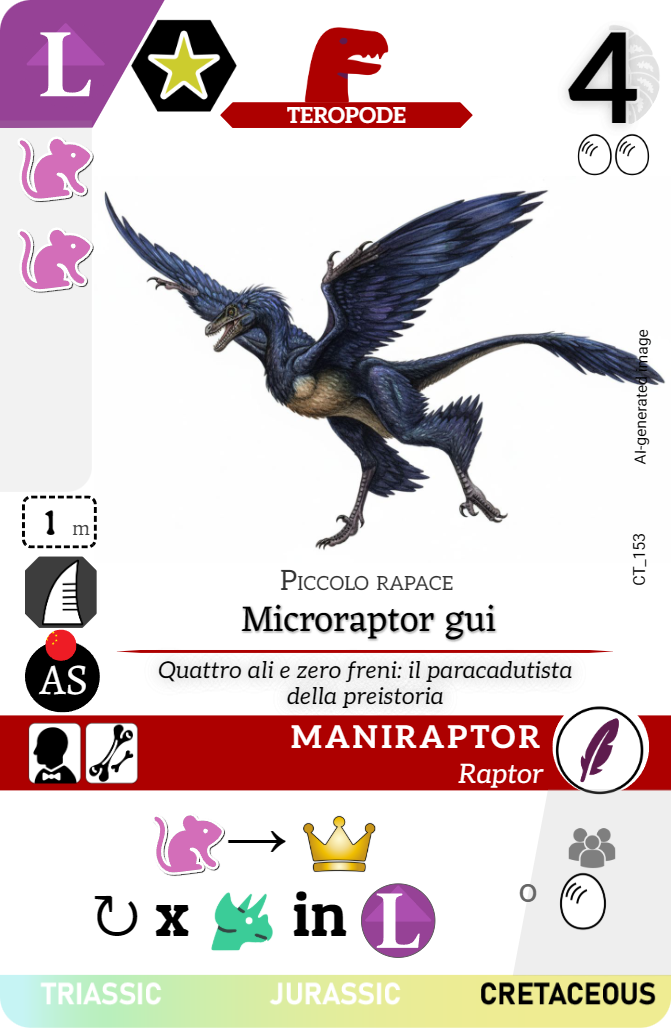 L
TEROPODE
4
AI-generated image
1 m
CT_153
PICCOLO RAPACE
Microraptor gui
AS
Quattro ali e zero freni: il paracadutista
della preistoria
MANIRAPTOR
Raptor
x in L
o
TRIASSIC JURASSIC CRETACEOUS